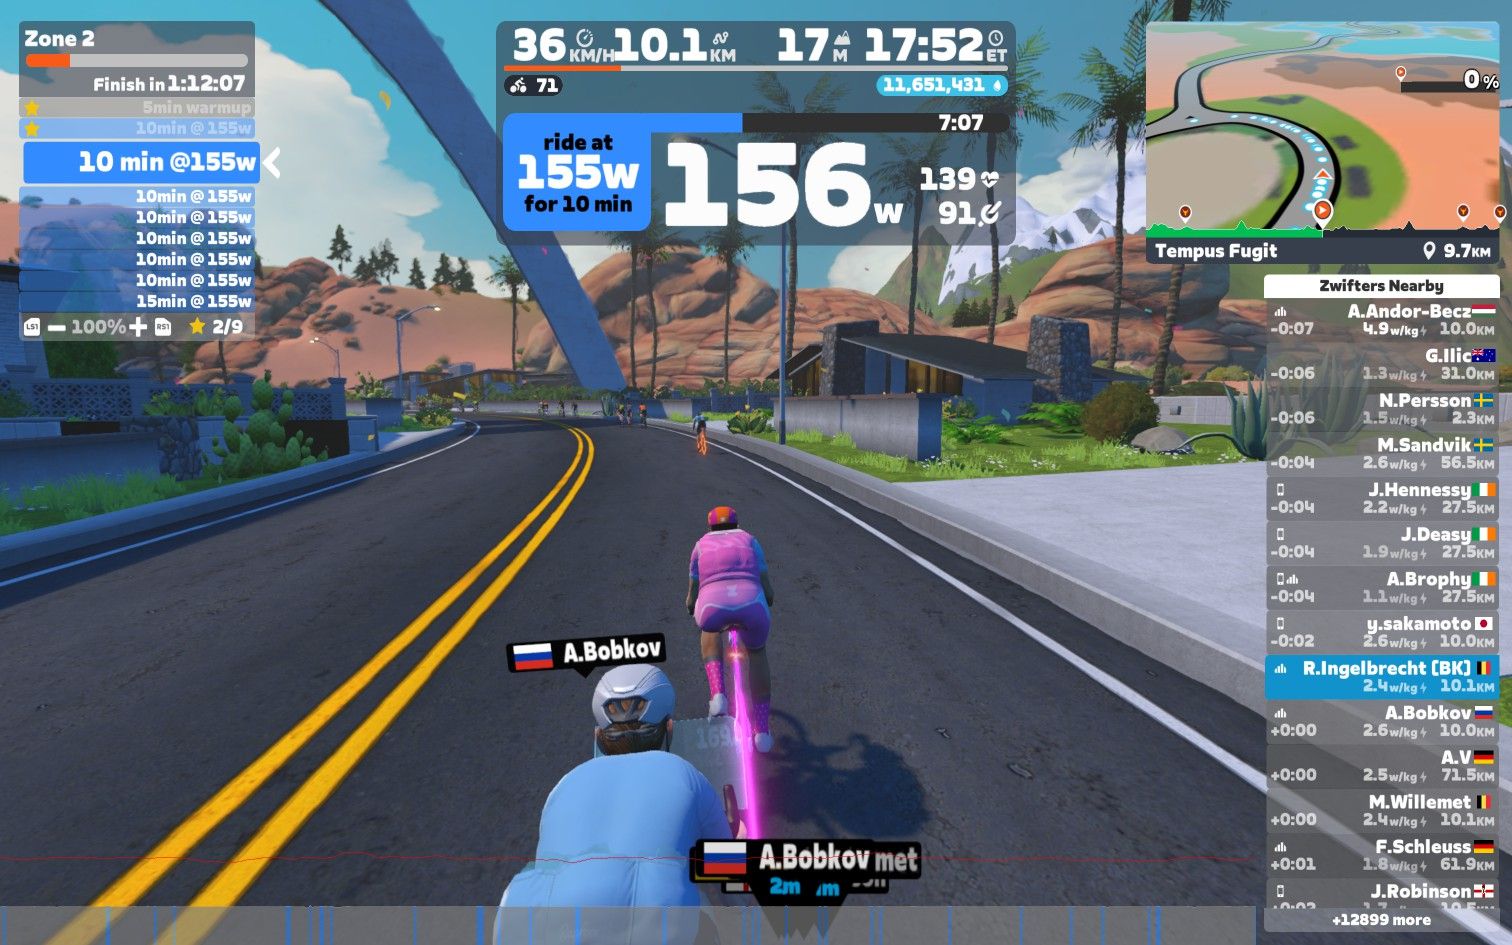 Zone 2
Finish in 1:12:07
5min warmup
10min @ 155w
10 min @155w
10min @ 155w
10min @ 155w
10min @ 155w
10min @ 155w
10min @ 155w
15min @ 155w
LS1 100% RS1 2/9
36 KM/H 10.1 KM 17 M 17:52 ET
71 11,651,431
7:07
ride at
155w
for 10 min
156w
139
91
0%
Tempus Fugit 9.7KM
Zwifters Nearby
A.Andor-Becz
-0:07 4.9w/kg 10.0KM
G.Ilic
-0:06 1.3w/kg 31.0KM
N.Persson
-0:06 1.5w/kg 2.3KM
M.Sandvik
-0:04 2.6w/kg 56.5KM
J.Hennessy
-0:04 2.2w/kg 27.5KM
J.Deasy
-0:04 1.9w/kg 27.5KM
A.Brophy
-0:04 1.1w/kg 27.5KM
y.sakamoto
-0:02 2.6w/kg 10.0KM
R.Ingelbrecht [BK]
2.4w/kg 10.1KM
A.Bobkov
+0:00 2.6w/kg 10.0KM
A.V
+0:00 2.5w/kg 71.5KM
M.Willemet
+0:00 2.4w/kg 10.1KM
F.Schleuss
+0:01 1.8w/kg 61.9KM
J.Robinson
+12899 more
A.Bobkov
A.Bobkov met
2m